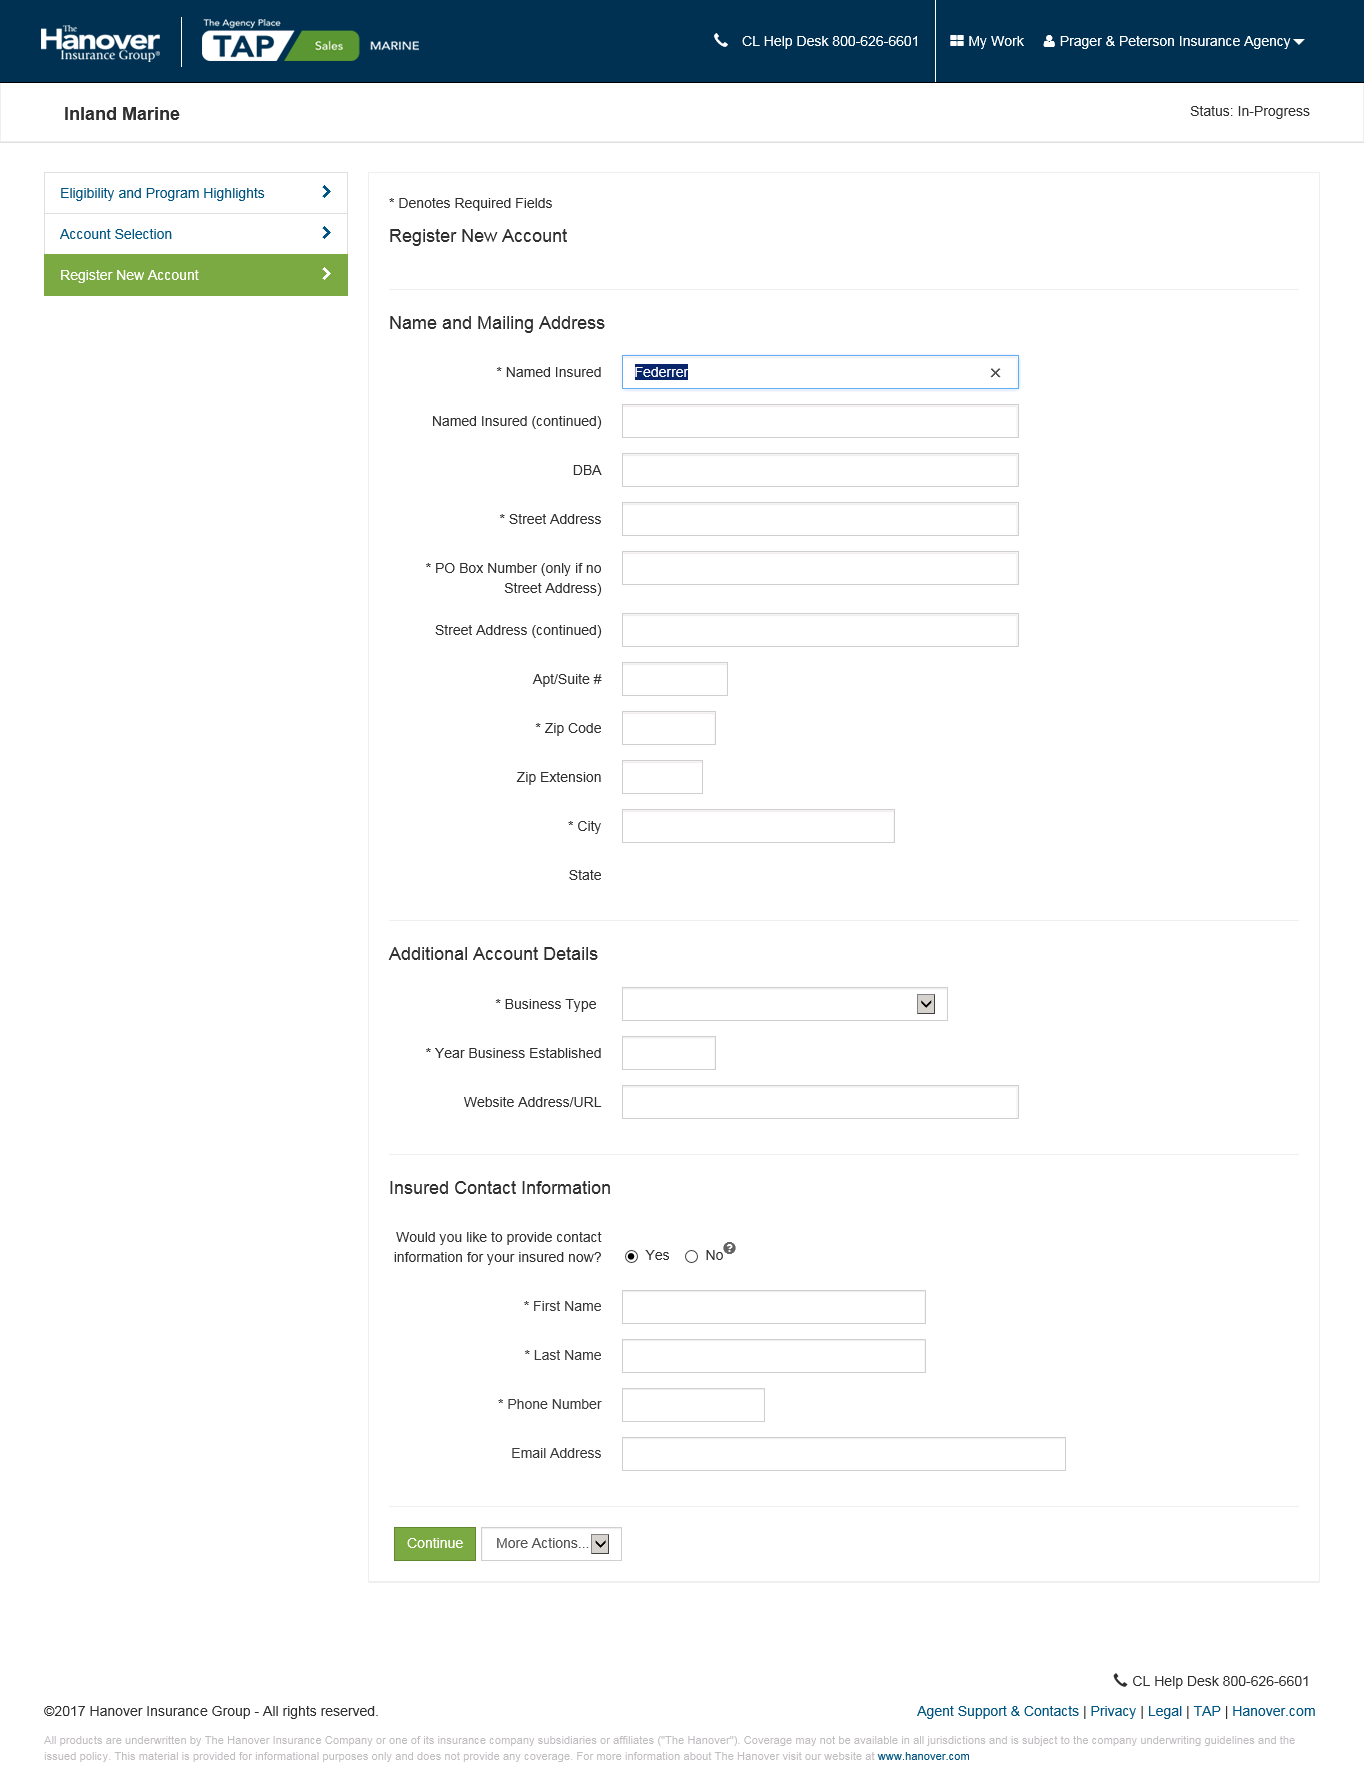 The Hanover Insurance Group®
The Agency Place
TAP Sales MARINE
CL Help Desk 800-626-6601
My Work
Prager & Peterson Insurance Agency
Inland Marine
Status: In-Progress
Eligibility and Program Highlights
Account Selection
Register New Account
* Denotes Required Fields
Register New Account
Name and Mailing Address
* Named Insured
Federrer
Named Insured (continued)
DBA
* Street Address
* PO Box Number (only if no
Street Address)
Street Address (continued)
Apt/Suite #
* Zip Code
Zip Extension
* City
State
Additional Account Details
* Business Type
* Year Business Established
Website Address/URL
Insured Contact Information
Would you like to provide contact
information for your insured now?
Yes No
* First Name
* Last Name
* Phone Number
Email Address
Continue More Actions...
CL Help Desk 800-626-6601
©2017 Hanover Insurance Group - All rights reserved.
Agent Support & Contacts | Privacy | Legal | TAP | Hanover.com
All products are underwritten by The Hanover Insurance Company or one of its insurance company subsidiaries or affiliates ("The Hanover"). Coverage may not be available in all jurisdictions and is subject to the company underwriting guidelines and the
issued policy. This material is provided for informational purposes only and does not provide any coverage. For more information about The Hanover visit our website at www.hanover.com